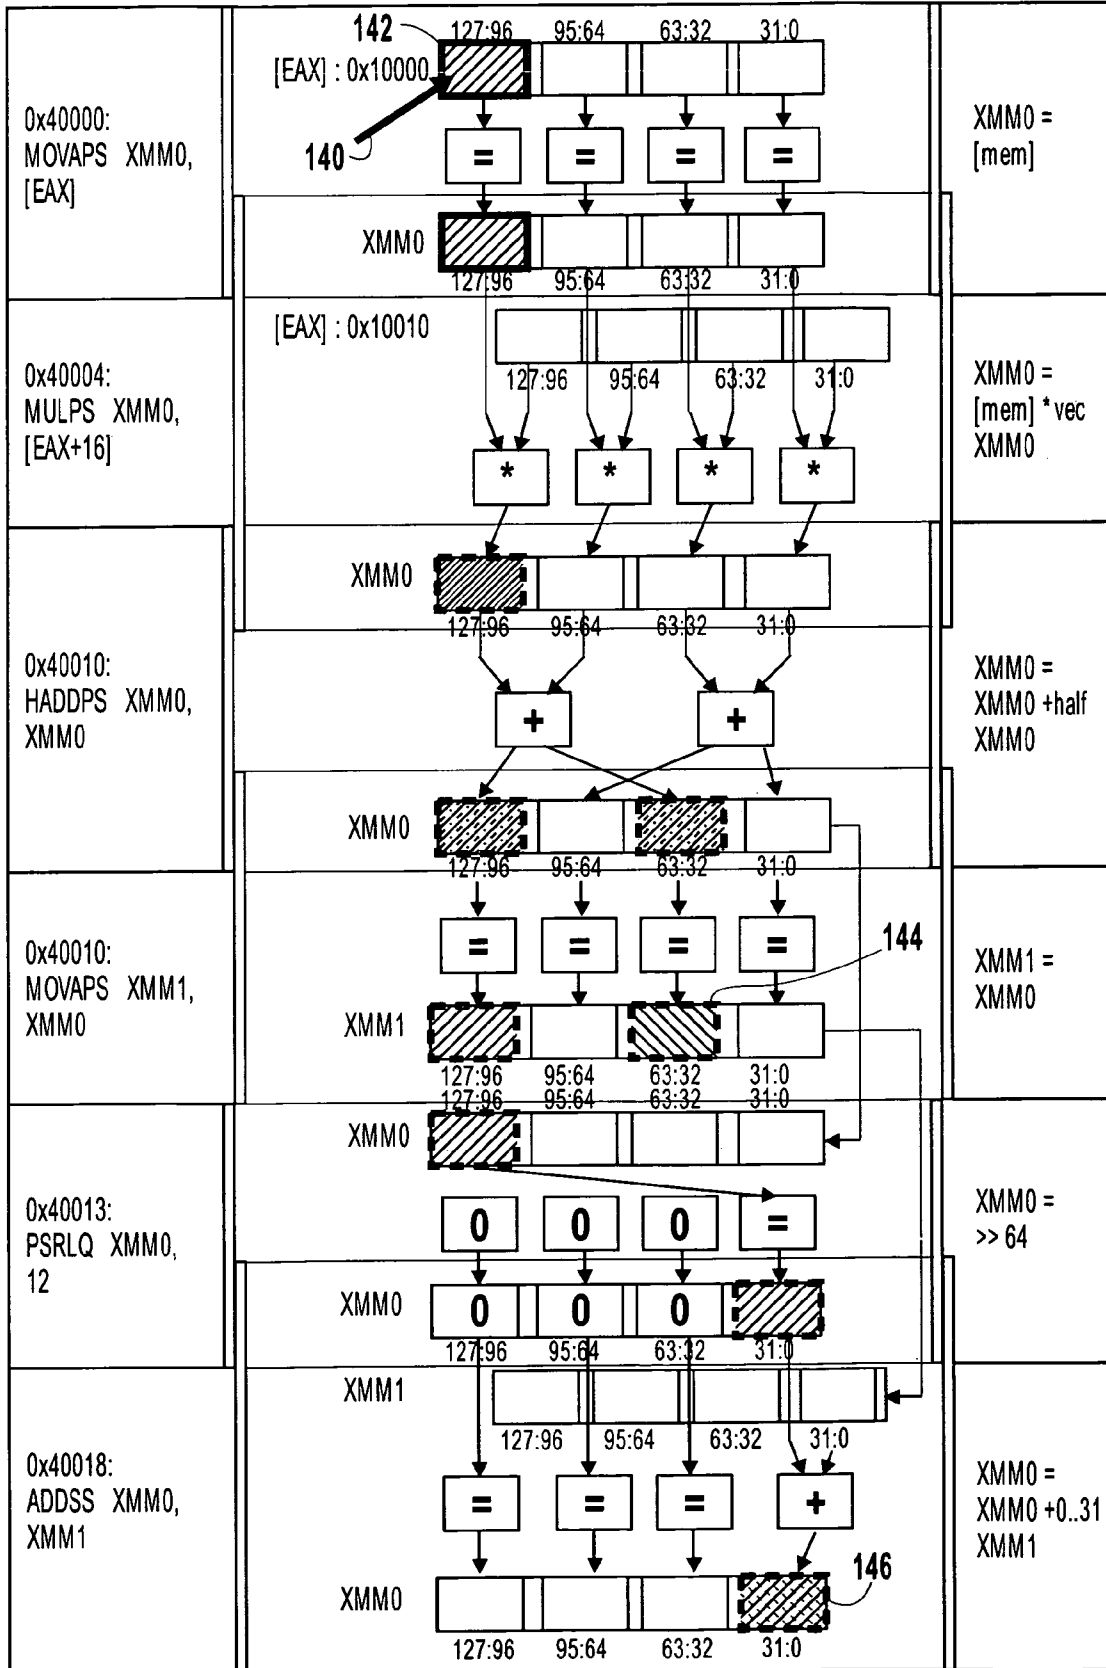 142 127:96 95:64 63:32 31:0
[EAX] : 0x10000
0x40000:
MOVAPS XMM0,
[EAX]
140
= = = =
XMM0 =
[mem]
XMM0
127:96 95:64 63:32 31:0
[EAX] : 0x10010
127:96 95:64 63:32 31:0
0x40004:
MULPS XMM0,
[EAX+16]
* * * *
XMM0 =
[mem] * vec
XMM0
XMM0
127:96 95:64 63:32 31:0
0x40010:
HADDPS XMM0,
XMM0
+ +
XMM0 =
XMM0 +half
XMM0
XMM0
127:96 95:64 63:32 31:0
0x40010:
MOVAPS XMM1,
XMM0
= = = =
144
XMM1 =
XMM0
XMM1
127:96 95:64 63:32 31:0
127:96 95:64 63:32 31:0
XMM0
0x40013:
PSRLQ XMM0,
12
0 0 0 =
XMM0 =
>> 64
XMM0 0 0 0
127:96 95:64 63:32 31:0
XMM1
127:96 95:64 63:32 31:0
0x40018:
ADDSS XMM0,
XMM1
= = = +
XMM0 =
XMM0 +0..31
XMM1
146
XMM0
127:96 95:64 63:32 31:0